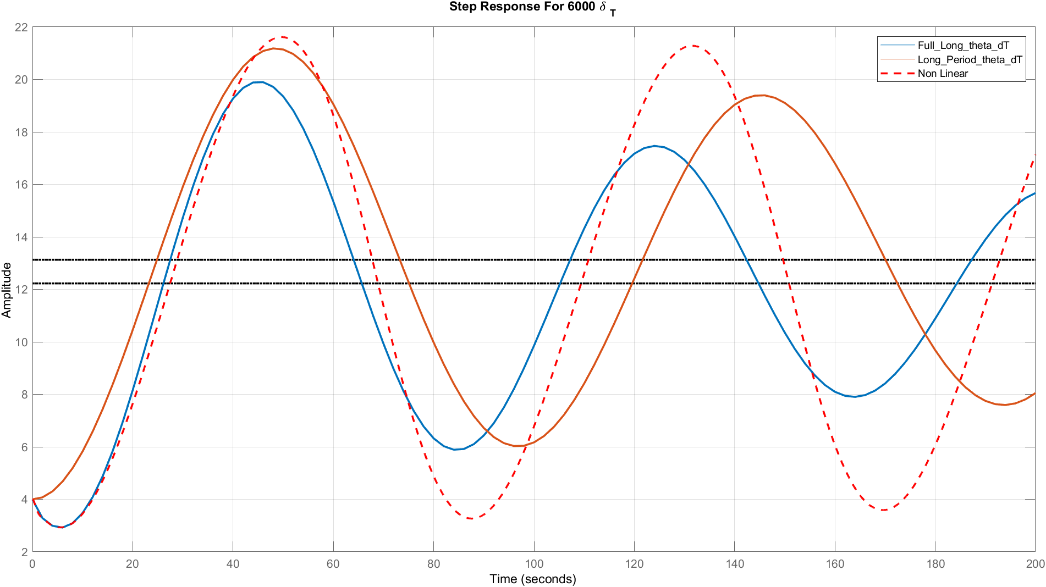 Step Response For 6000 δ T
22
20
18
16
14
12
10
8
6
4
2
Amplitude
Full_Long_theta_dT
Long_Period_theta_dT
Non Linear
0 20 40 60 80 100 120 140 160 180 200
Time (seconds)